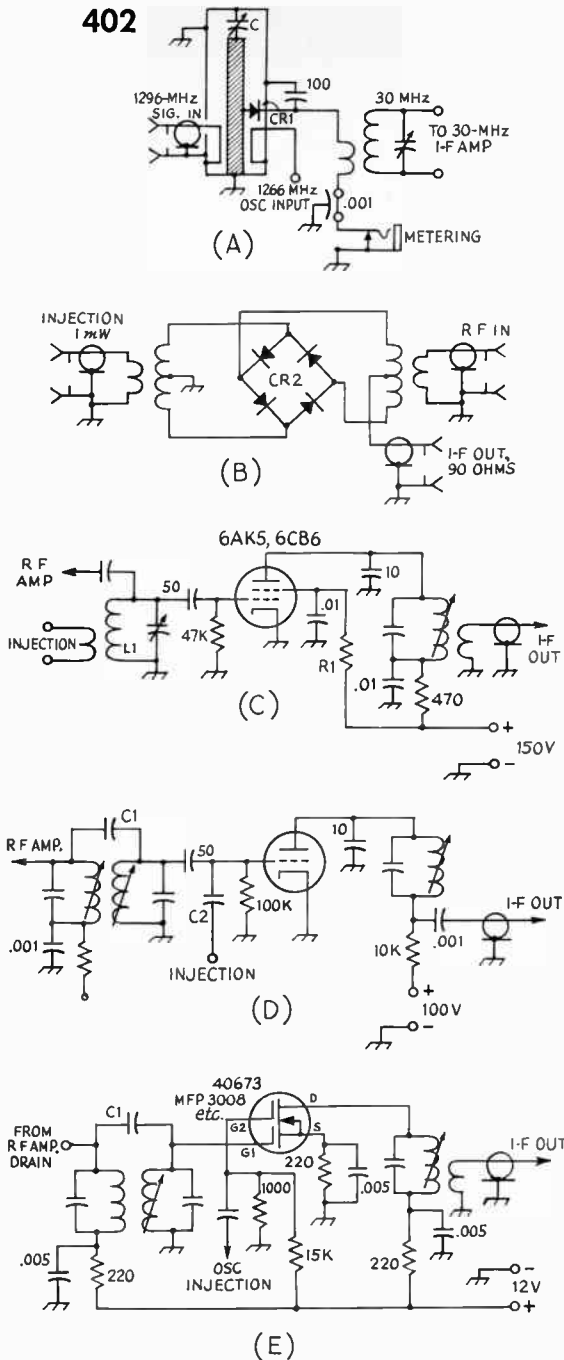 402
C
100
1296-MHz
SIG. IN
CR1
30 MHz
TO 30-MHz
I-F AMP
1266 MHz
OSC INPUT
.001
METERING
(A)
INJECTION
1 mW
RF IN
CR2
I-F OUT,
90 OHMS
(B)
6AK5, 6CB6
RF
AMP
50
10
INJECTION
L1
47K
.01
R1
I-F
OUT
.01
470
+
150V
-
(C)
C1
RF AMP.
50
10
C2
100K
I-F OUT
.001
.001
10K
INJECTION
+
100V
-
(D)
40673
MFP 3008
etc.
D
C1
G2
S
FROM
RF AMP.
DRAIN
G1
220
I-F OUT
.005
1000
.005
.005
220
15K
220
OSC
INJECTION
-
12V
+
(E)